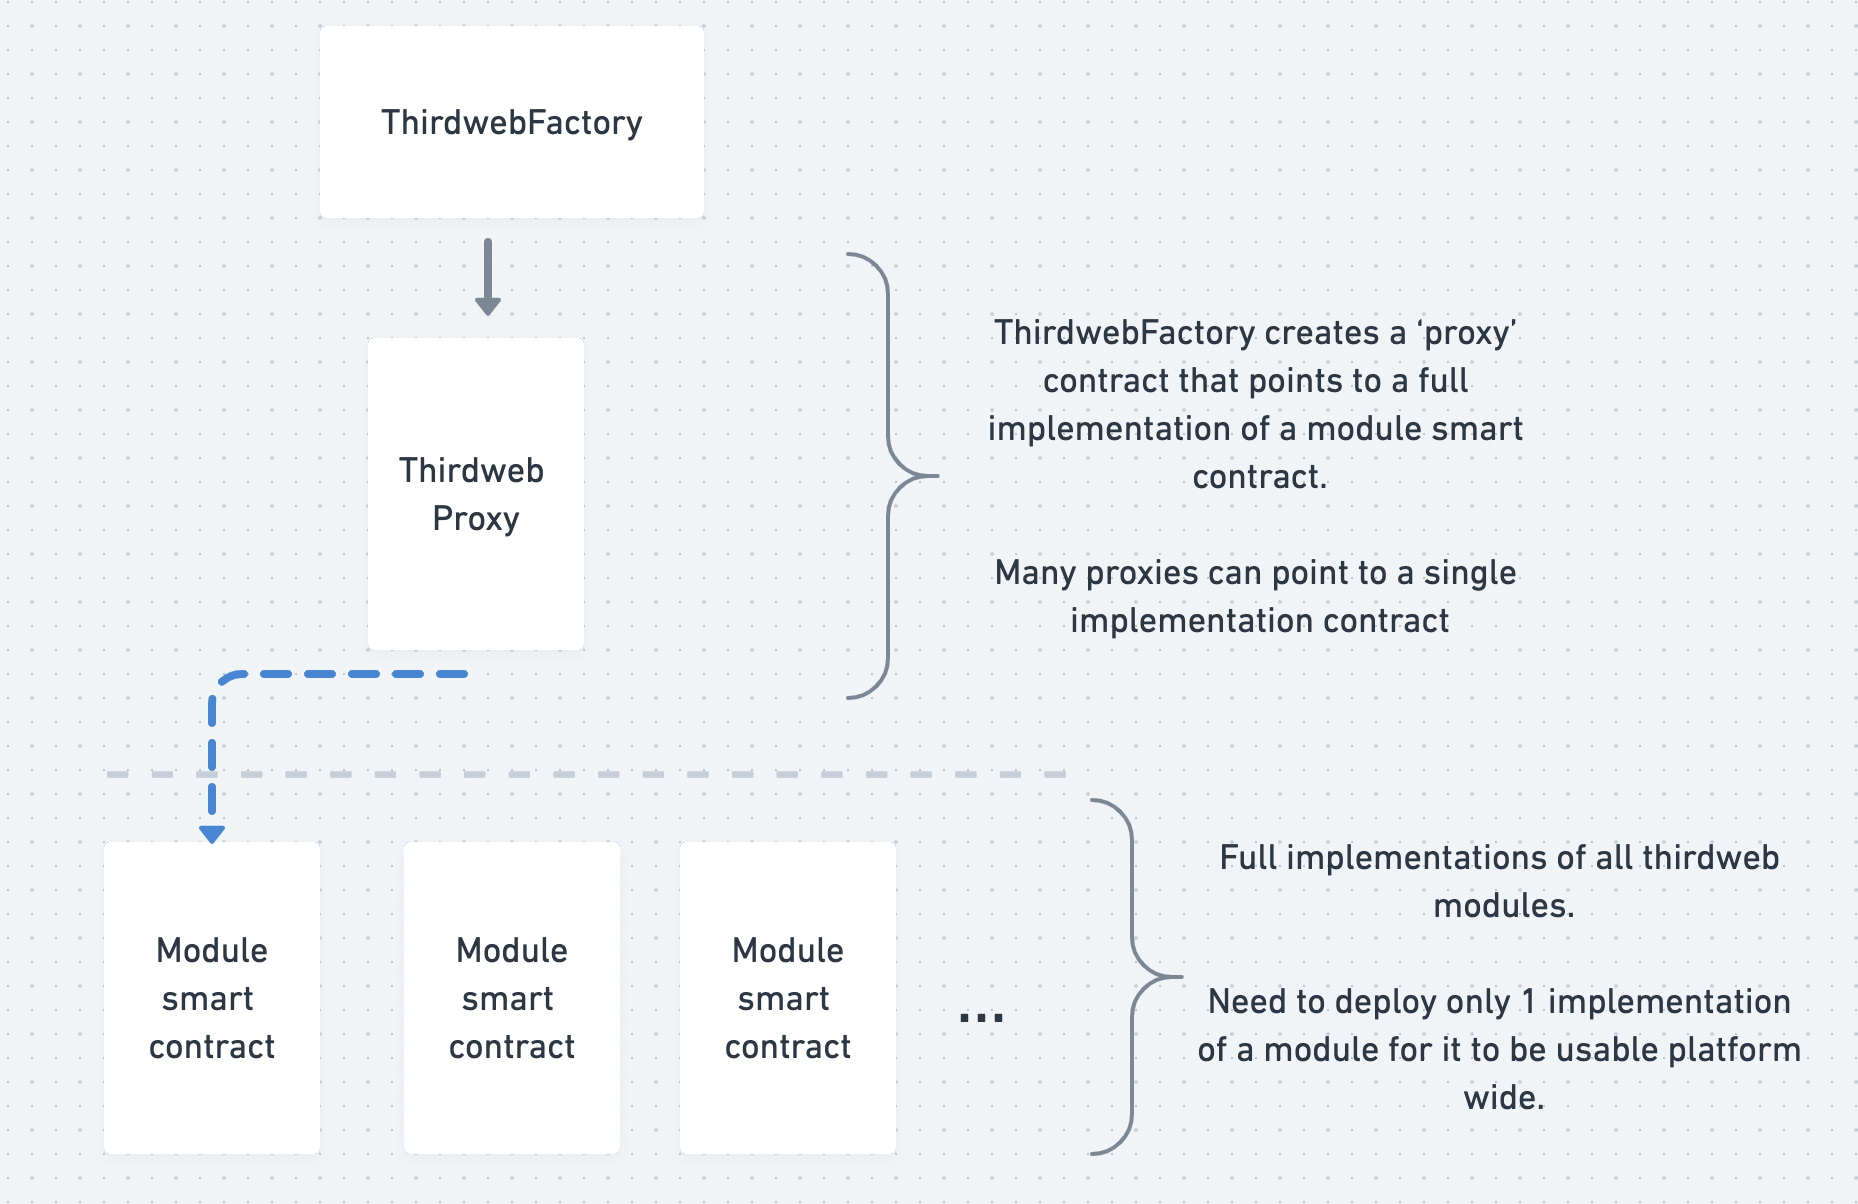 ThirdwebFactory
Thirdweb
Proxy
ThirdwebFactory creates a ‘proxy’
contract that points to a full
implementation of a module smart
contract.
Many proxies can point to a single
implementation contract
Module
smart
contract
Module
smart
contract
Module
smart
contract
...
Full implementations of all thirdweb
modules.
Need to deploy only 1 implementation
of a module for it to be usable platform
wide.